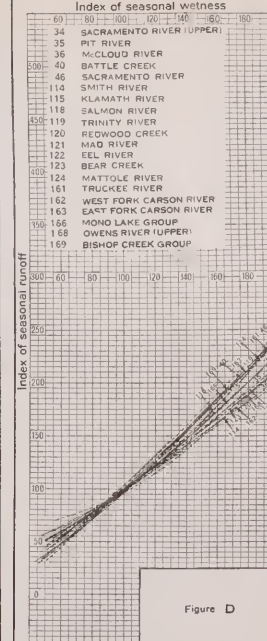 Index of seasonal wetness
60 80 100 120 140 160 180
34 SACRAMENTO RIVER (UPPER)
35 PIT RIVER
36 McCLOUD RIVER
500 40 BATTLE CREEK
46 SACRAMENTO RIVER
114 SMITH RIVER
115 KLAMATH RIVER
118 SALMON RIVER
450 119 TRINITY RIVER
120 REDWOOD CREEK
121 MAD RIVER
122 EEL RIVER
123 BEAR CREEK
400 124 MATTOLE RIVER
161 TRUCKEE RIVER
162 WEST FORK CARSON RIVER
163 EAST FORK CARSON RIVER
350 166 MONO LAKE GROUP
168 OWENS RIVER (UPPER)
169 BISHOP CREEK GROUP
Index of seasonal runoff
300 60 80 100 120 140 160 180
250
200
150
100
50
0
Figure D